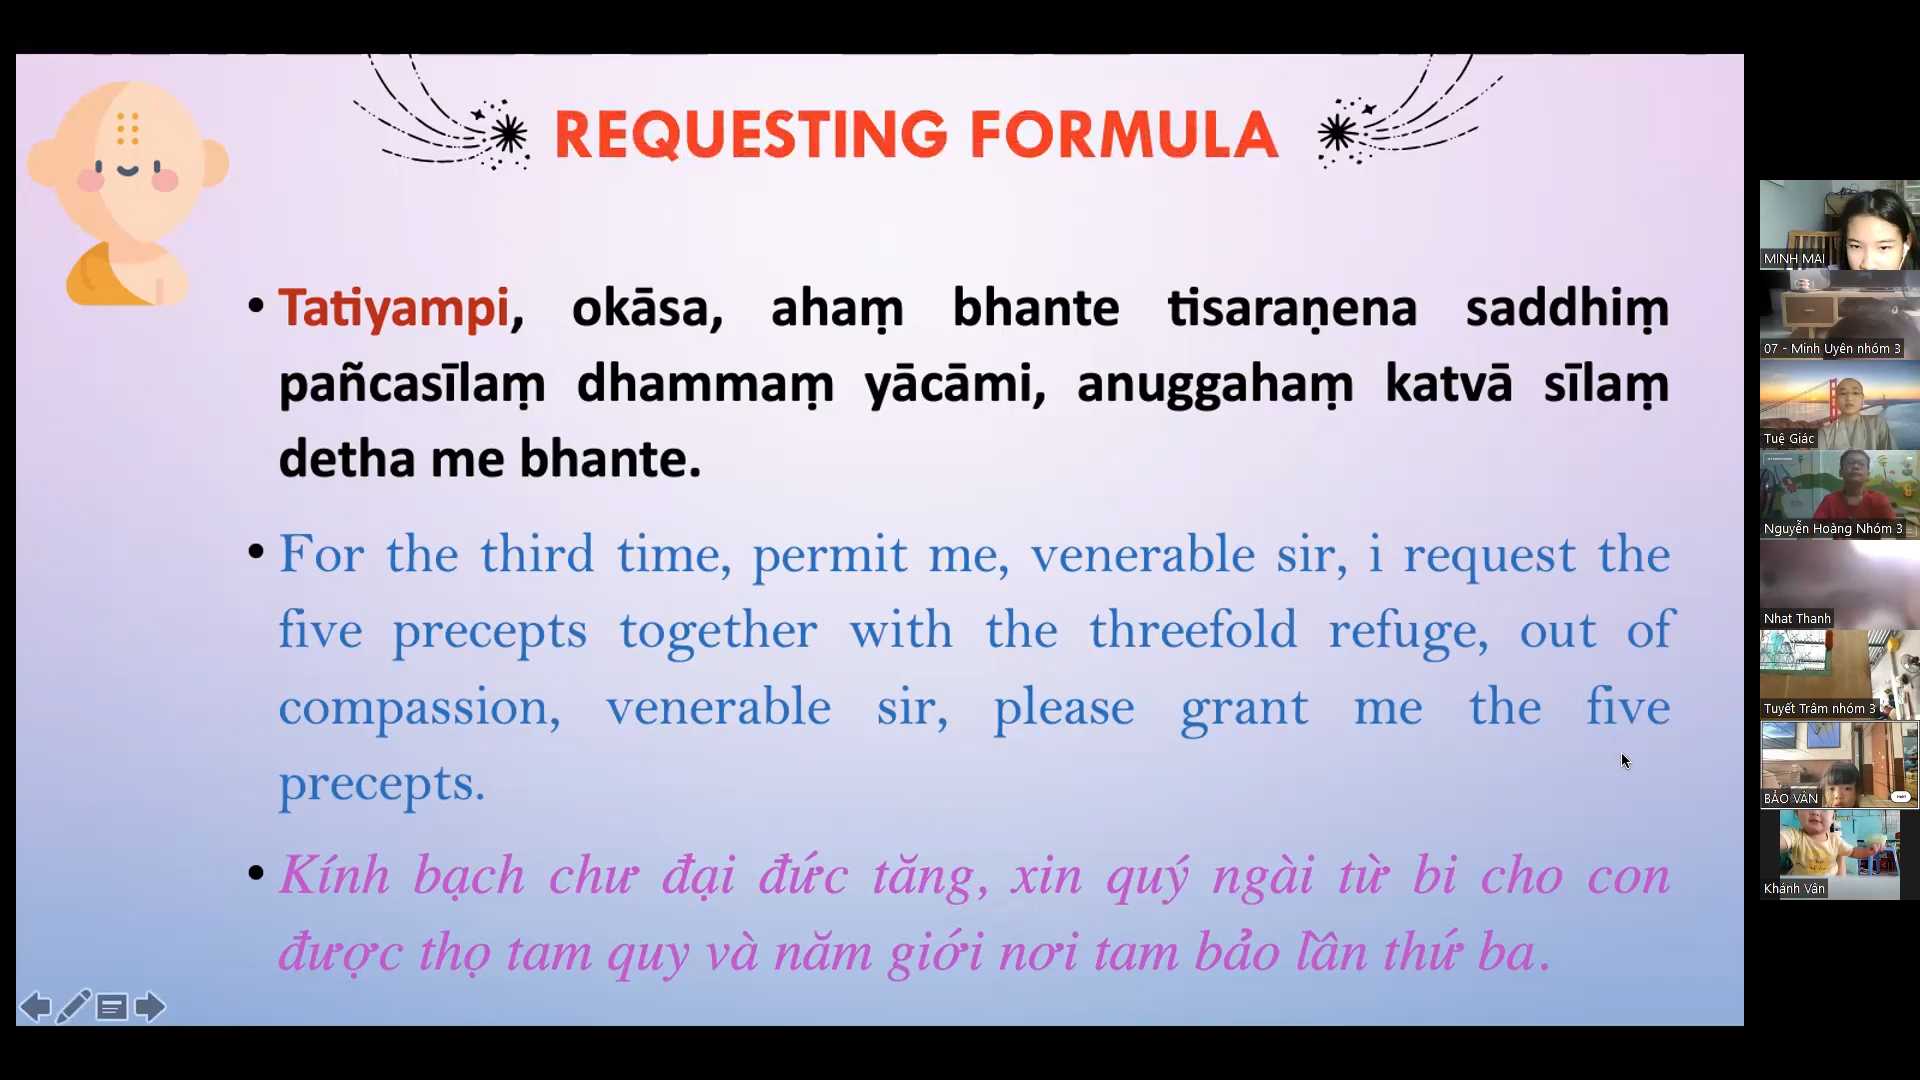 REQUESTING FORMULA
• Tatiyampi, okāsa, ahaṃ bhante tisaraṇena saddhiṃ
pañcasīlaṃ dhammaṃ yācāmi, anuggahaṃ katvā sīlaṃ
detha me bhante.
• For the third time, permit me, venerable sir, i request the
five precepts together with the threefold refuge, out of
compassion, venerable sir, please grant me the five
precepts.
• Kính bạch chư đại đức tăng, xin quý ngài từ bi cho con
được thọ tam quy và năm giới nơi tam bảo lần thứ ba.
MINH MAI
07 - Minh Uyên nhóm 3
Tuệ Giác
Nguyễn Hoàng Nhóm 3
Nhat Thanh
Tuyết Trâm nhóm 3
BẢO VÂN
Khánh Vân